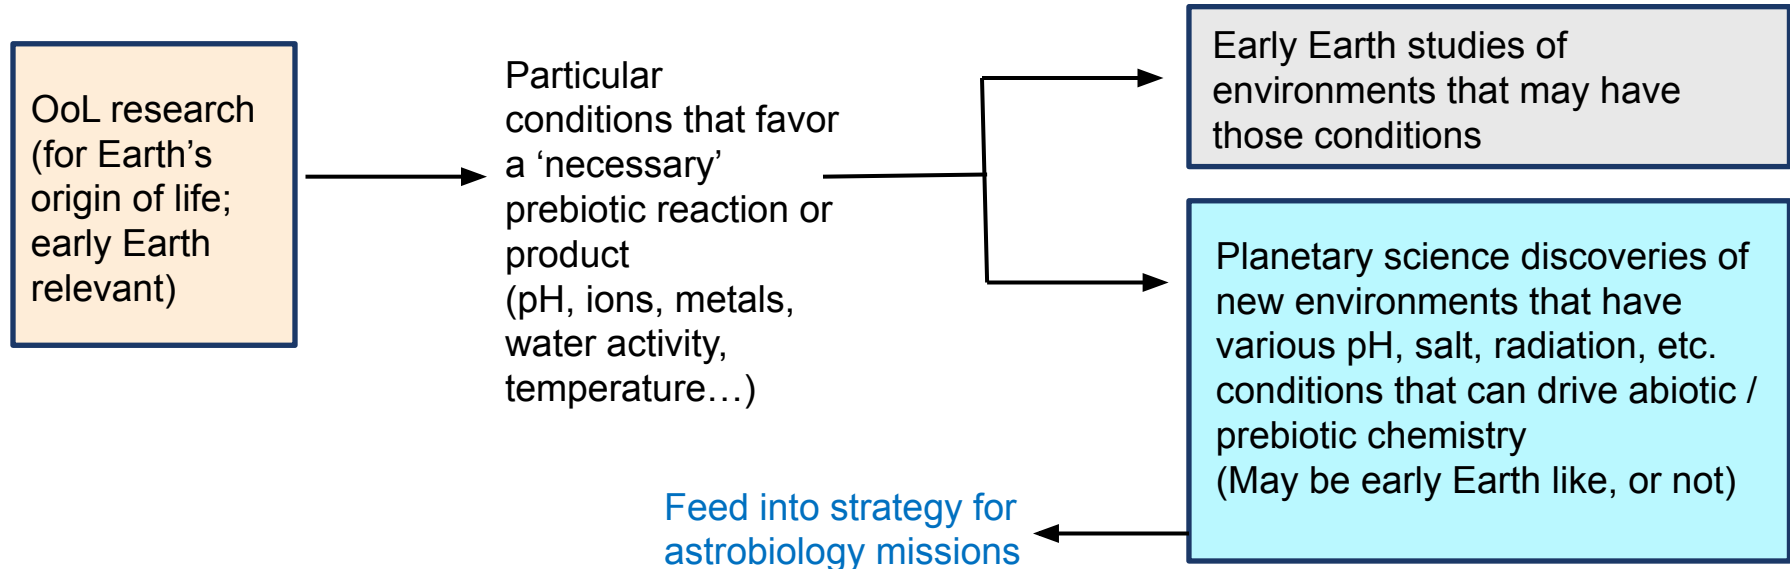 OoL research
(for Earth’s
origin of life;
early Earth
relevant)
Particular
conditions that favor
a ‘necessary’
prebiotic reaction or
product
(pH, ions, metals,
water activity,
temperature…)
Early Earth studies of
environments that may have
those conditions
Planetary science discoveries of
new environments that have
various pH, salt, radiation, etc.
conditions that can drive abiotic /
prebiotic chemistry
(May be early Earth like, or not)
Feed into strategy for
astrobiology missions